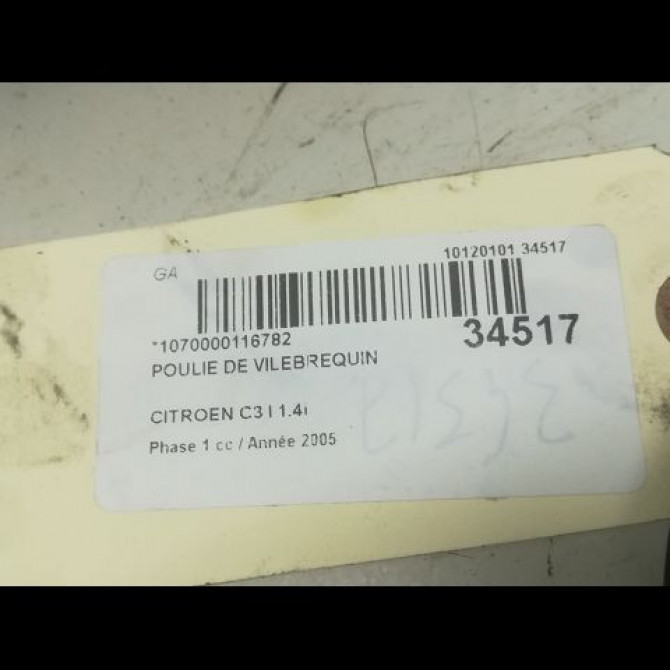 GA
10120101 34517
*1070000116782
34517
POULIE DE VILEBREQUIN
CITROEN C3 I 1.4i
Phase 1 cc / Année 2005